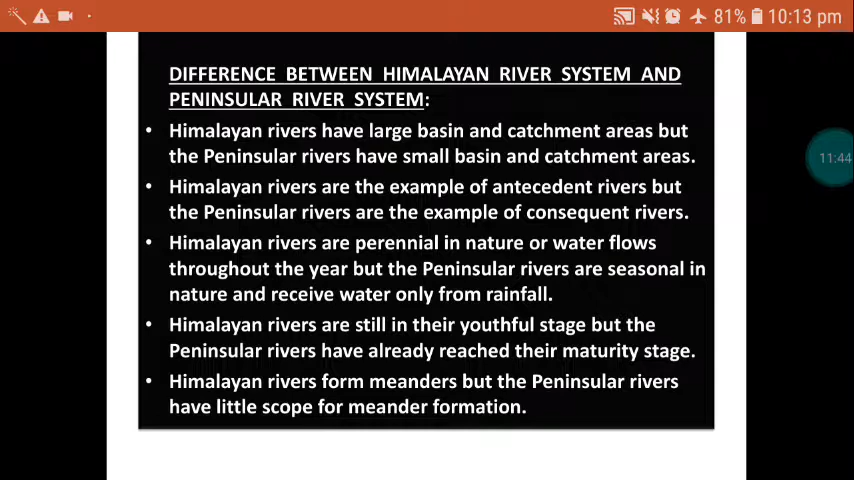 81% 10:13 pm
DIFFERENCE BETWEEN HIMALAYAN RIVER SYSTEM AND
PENINSULAR RIVER SYSTEM:
• Himalayan rivers have large basin and catchment areas but
the Peninsular rivers have small basin and catchment areas.
11:44
• Himalayan rivers are the example of antecedent rivers but
the Peninsular rivers are the example of consequent rivers.
• Himalayan rivers are perennial in nature or water flows
throughout the year but the Peninsular rivers are seasonal in
nature and receive water only from rainfall.
• Himalayan rivers are still in their youthful stage but the
Peninsular rivers have already reached their maturity stage.
• Himalayan rivers form meanders but the Peninsular rivers
have little scope for meander formation.